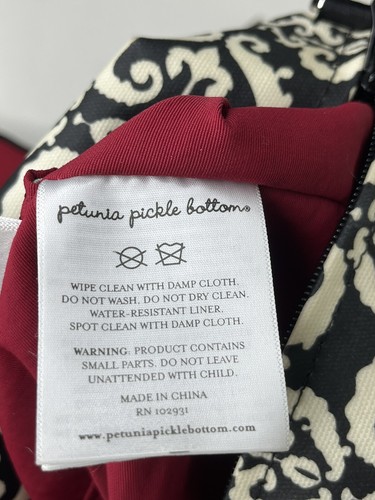 petunia pickle bottom®
WIPE CLEAN WITH DAMP CLOTH.
DO NOT WASH. DO NOT DRY CLEAN.
WATER-RESISTANT LINER.
SPOT CLEAN WITH DAMP CLOTH.
WARNING: PRODUCT CONTAINS
SMALL PARTS. DO NOT LEAVE
UNATTENDED WITH CHILD.
MADE IN CHINA
RN 102931
www.petuniapicklebottom.com